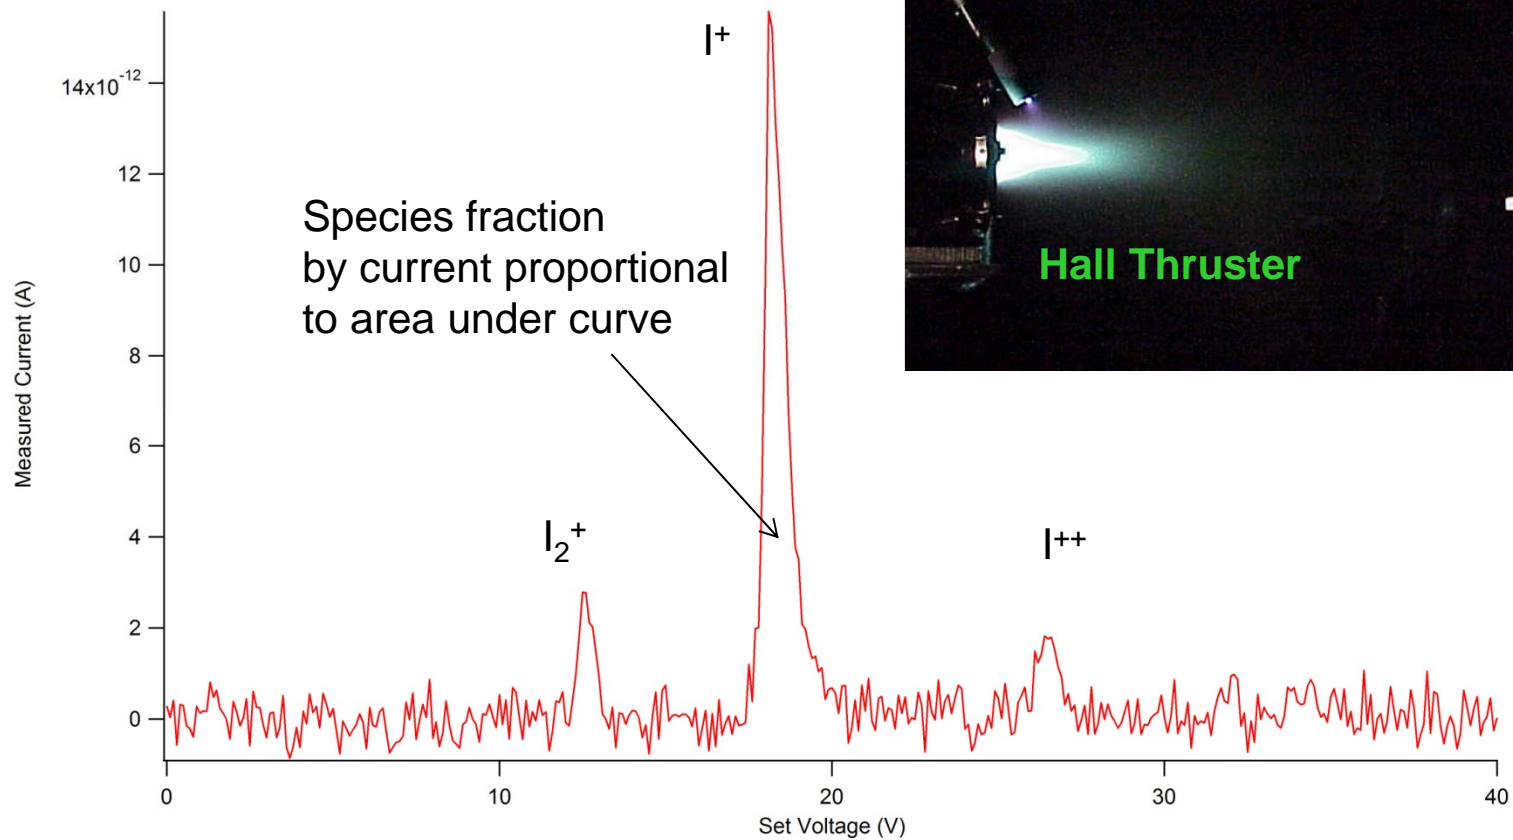 I⁺
14x10⁻¹²
12
10
8
6
4
2
0
Measured Current (A)
Species fraction
by current proportional
to area under curve
Hall Thruster
I₂⁺
I⁺⁺
0
10
20
30
40
Set Voltage (V)